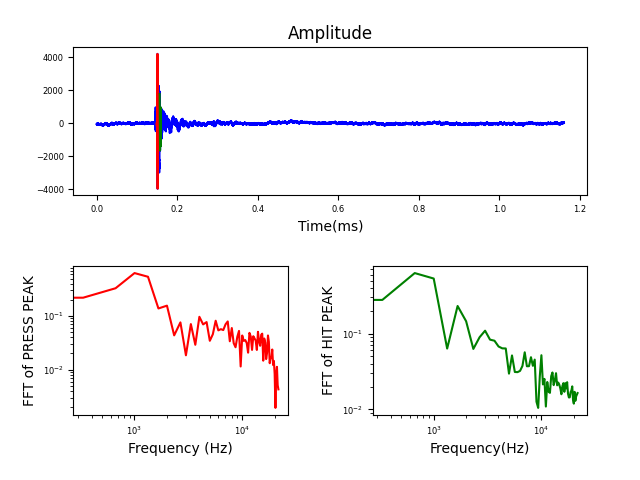 Amplitude
4000
2000
0
−2000
−4000
0.0 0.2 0.4 0.6 0.8 1.0 1.2
Time(ms)
FFT of PRESS PEAK
10⁻¹
10⁻²
10³ 10⁴
Frequency (Hz)
FFT of HIT PEAK
10⁻¹
10⁻²
10³ 10⁴
Frequency(Hz)